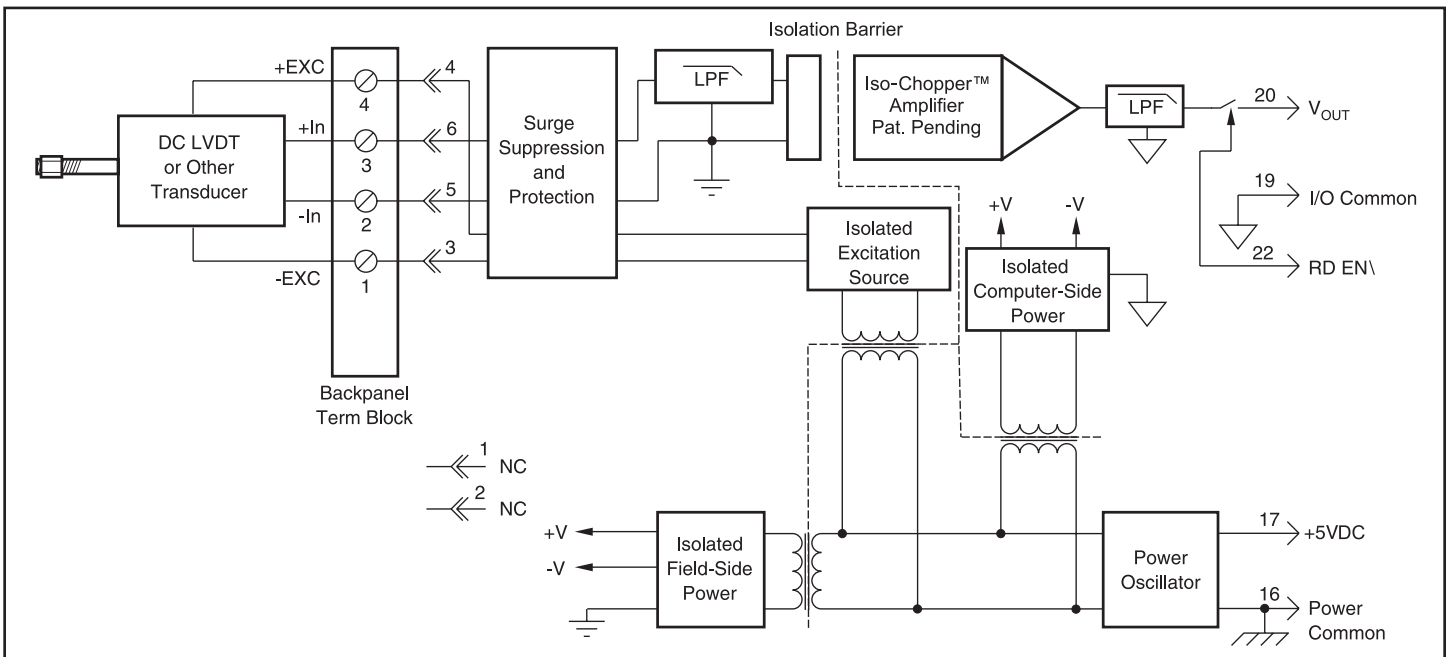 Isolation Barrier
+EXC
4
4
+In
3
6
-In
2
5
-EXC
1
3
DC LVDT
or Other
Transducer
Backpanel
Term Block
Surge
Suppression
and
Protection
LPF
Iso-Chopper™
Amplifier
Pat. Pending
LPF
20
VOUT
19
I/O Common
22
RD EN\
Isolated
Excitation
Source
+V
-V
Isolated
Computer-Side
Power
1
NC
2
NC
+V
-V
Isolated
Field-Side
Power
Power
Oscillator
17
+5VDC
16
Power
Common